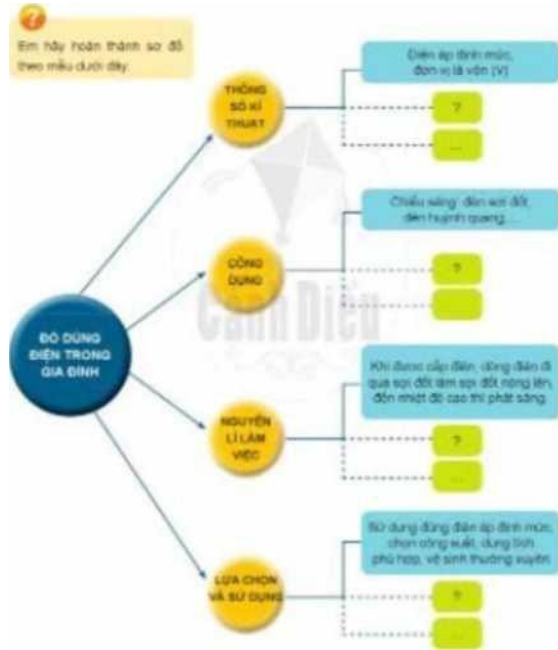 ?
Em hãy hoàn thành sơ đồ
theo mẫu dưới đây.
ĐỒ DÙNG
ĐIỆN TRONG
GIA ĐÌNH
THÔNG
SỐ KĨ
THUẬT
Điện áp định mức,
đơn vị là vôn (V)
?
...
CÔNG
DỤNG
Chiếu sáng: đèn sợi đốt,
đèn huỳnh quang,...
?
NGUYÊN
LÍ LÀM
VIỆC
Khi được cấp điện, dòng điện đi
qua sợi đốt làm sợi đốt nóng lên,
đến nhiệt độ cao thì phát sáng.
?
...
LỰA CHỌN
VÀ SỬ DỤNG
Sử dụng đúng điện áp định mức,
chọn công suất, dung tích
phù hợp, vệ sinh thường xuyên.
?
...
Cánh Diều